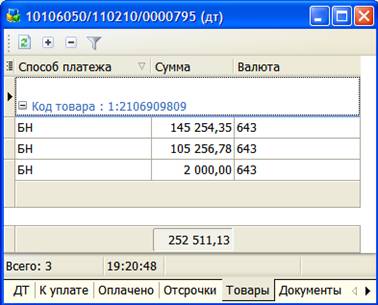 10106050/110210/0000795 (дт)
Способ платежа Сумма Валюта
Код товара : 1:2106909809
БН 145 254,35 643
БН 105 256,78 643
БН 2 000,00 643
252 511,13
Всего: 3 19:20:48
ДТ К уплате Оплачено Отсрочки Товары Документы